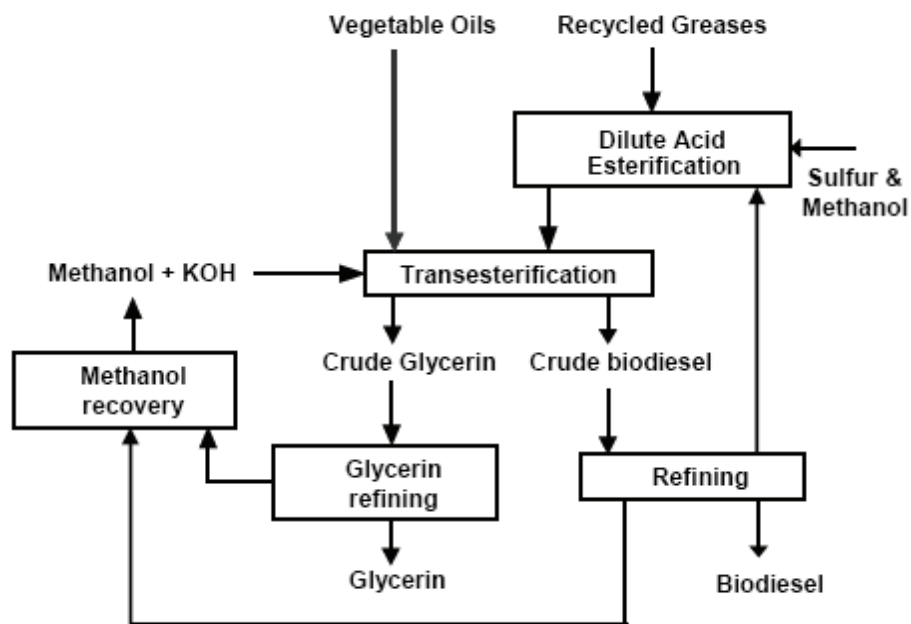 Vegetable Oils
Recycled Greases
Dilute Acid
Esterification
Sulfur &
Methanol
Methanol + KOH
Transesterification
Crude Glycerin
Crude biodiesel
Methanol
recovery
Glycerin
refining
Refining
Glycerin
Biodiesel